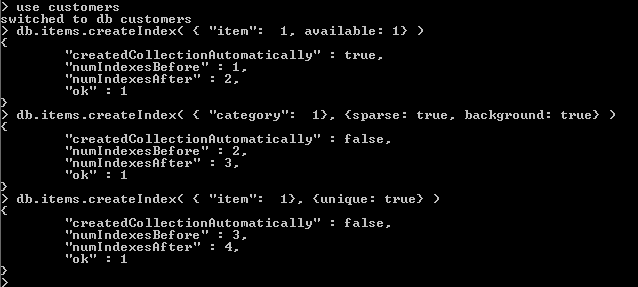 > use customers
switched to db customers
> db.items.createIndex( { "item":  1, available: 1} )
{
        "createdCollectionAutomatically" : true,
        "numIndexesBefore" : 1,
        "numIndexesAfter" : 2,
        "ok" : 1
}
> db.items.createIndex( { "category":  1}, {sparse: true, background: true} )
{
        "createdCollectionAutomatically" : false,
        "numIndexesBefore" : 2,
        "numIndexesAfter" : 3,
        "ok" : 1
}
> db.items.createIndex( { "item":  1}, {unique: true} )
{
        "createdCollectionAutomatically" : false,
        "numIndexesBefore" : 3,
        "numIndexesAfter" : 4,
        "ok" : 1
}
>